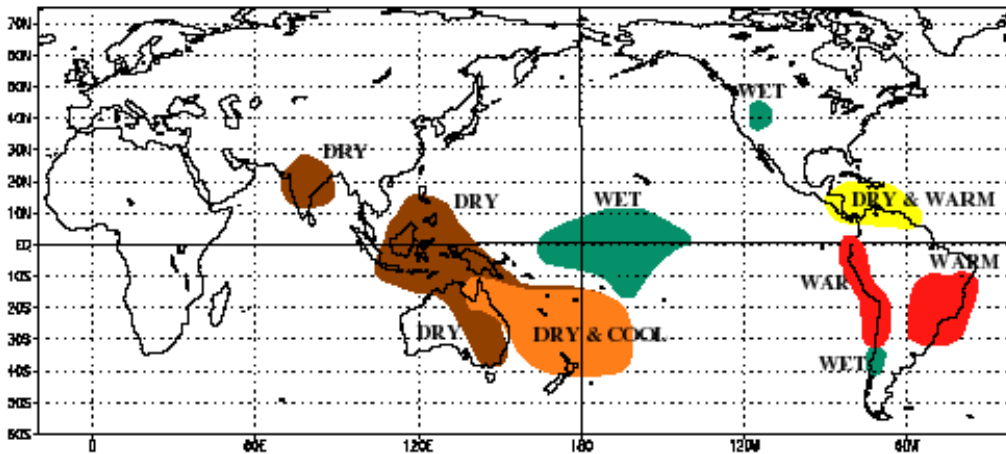 70N
60N
50N
WET
40N
30N
DRY
20N
DRY
WET
DRY & WARM
10N
EQ
WARM
10S
WAR
20S
DRY
DRY & COOL
30S
WET
40S
50S
60S
0
60E
120E
180
120W
60W